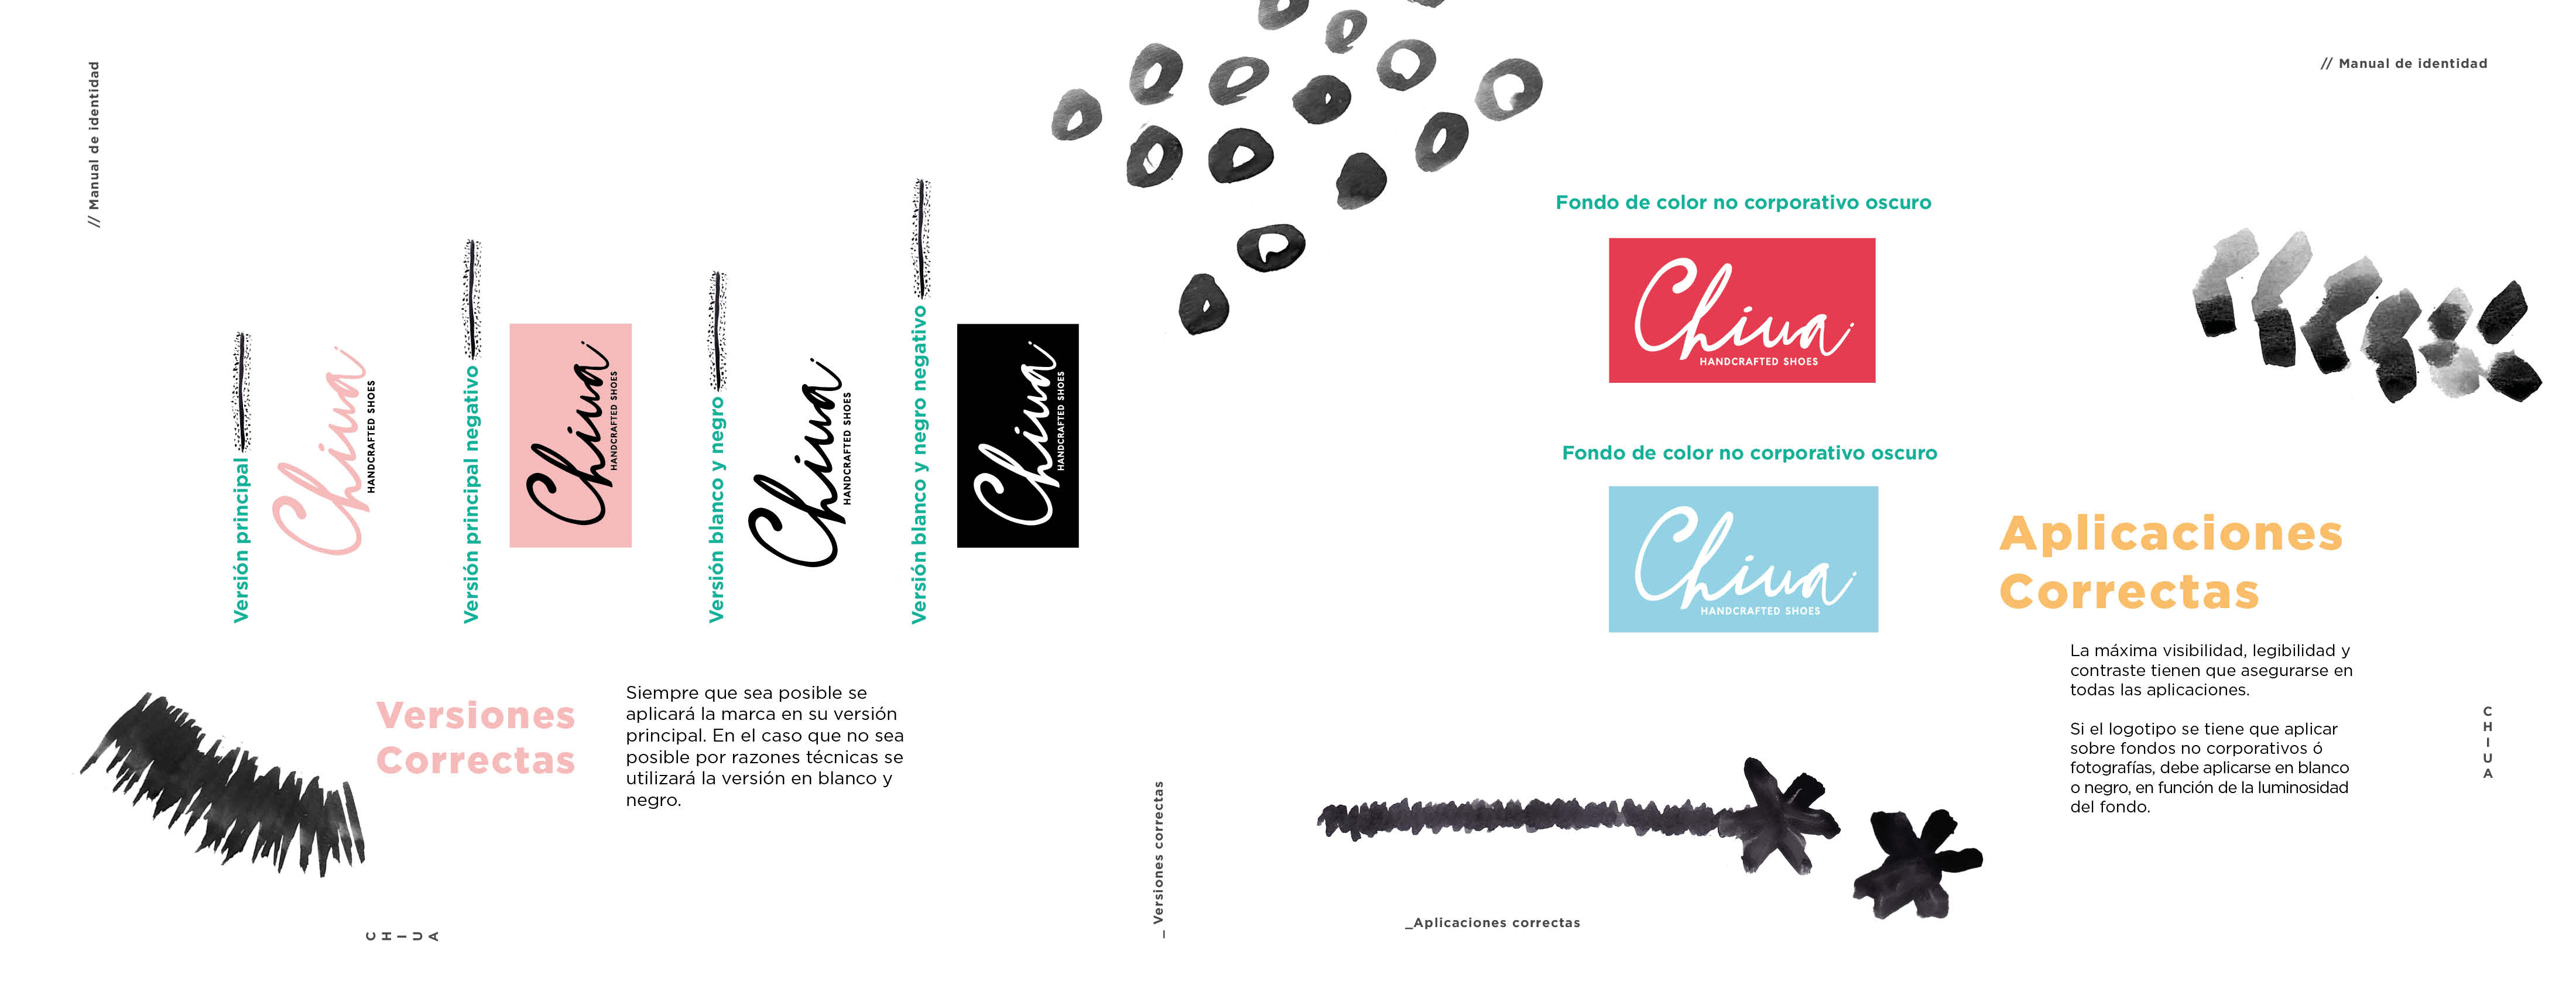 // Manual de identidad
Versión principal
Chiua
HANDCRAFTED SHOES
Versión principal negativo
Chiua
HANDCRAFTED SHOES
Versión blanco y negro
Chiua
HANDCRAFTED SHOES
Versión blanco y negro negativo
Chiua
HANDCRAFTED SHOES
Versiones
Correctas
Siempre que sea posible se
aplicará la marca en su versión
principal. En el caso que no sea
posible por razones técnicas se
utilizará la versión en blanco y
negro.
CHIUA
_ Versiones correctas
// Manual de identidad
Fondo de color no corporativo oscuro
Chiua
HANDCRAFTED SHOES
Fondo de color no corporativo oscuro
Chiua
HANDCRAFTED SHOES
Aplicaciones
Correctas
La máxima visibilidad, legibilidad y
contraste tienen que asegurarse en
todas las aplicaciones.
Si el logotipo se tiene que aplicar
sobre fondos no corporativos ó
fotografías, debe aplicarse en blanco
o negro, en función de la luminosidad
del fondo.
CHIUA
_Aplicaciones correctas